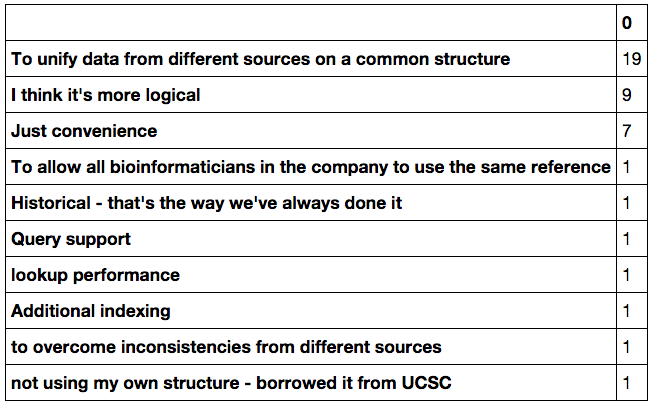 0
To unify data from different sources on a common structure 19
I think it's more logical 9
Just convenience 7
To allow all bioinformaticians in the company to use the same reference 1
Historical - that's the way we've always done it 1
Query support 1
lookup performance 1
Additional indexing 1
to overcome inconsistencies from different sources 1
not using my own structure - borrowed it from UCSC 1